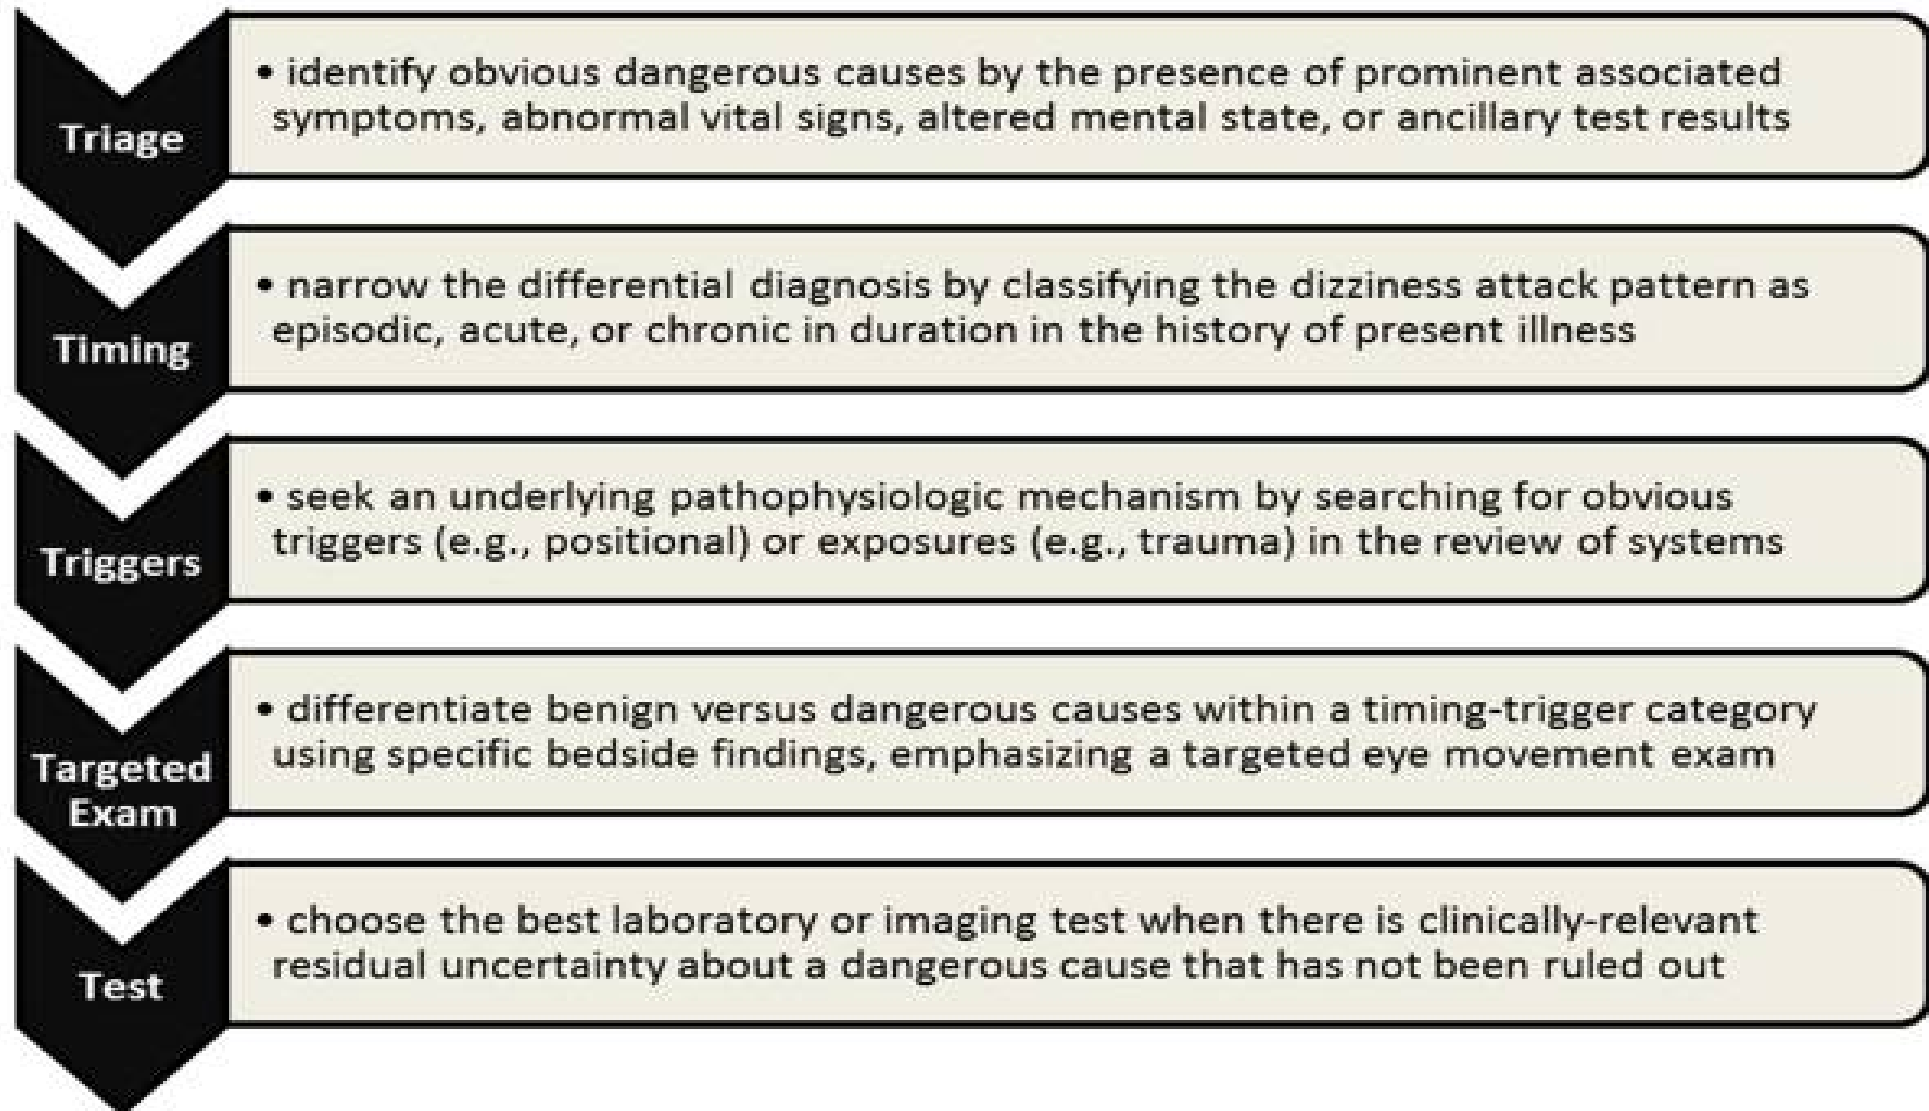 Triage
• identify obvious dangerous causes by the presence of prominent associated
symptoms, abnormal vital signs, altered mental state, or ancillary test results
Timing
• narrow the differential diagnosis by classifying the dizziness attack pattern as
episodic, acute, or chronic in duration in the history of present illness
Triggers
• seek an underlying pathophysiologic mechanism by searching for obvious
triggers (e.g., positional) or exposures (e.g., trauma) in the review of systems
Targeted
Exam
• differentiate benign versus dangerous causes within a timing-trigger category
using specific bedside findings, emphasizing a targeted eye movement exam
Test
• choose the best laboratory or imaging test when there is clinically-relevant
residual uncertainty about a dangerous cause that has not been ruled out